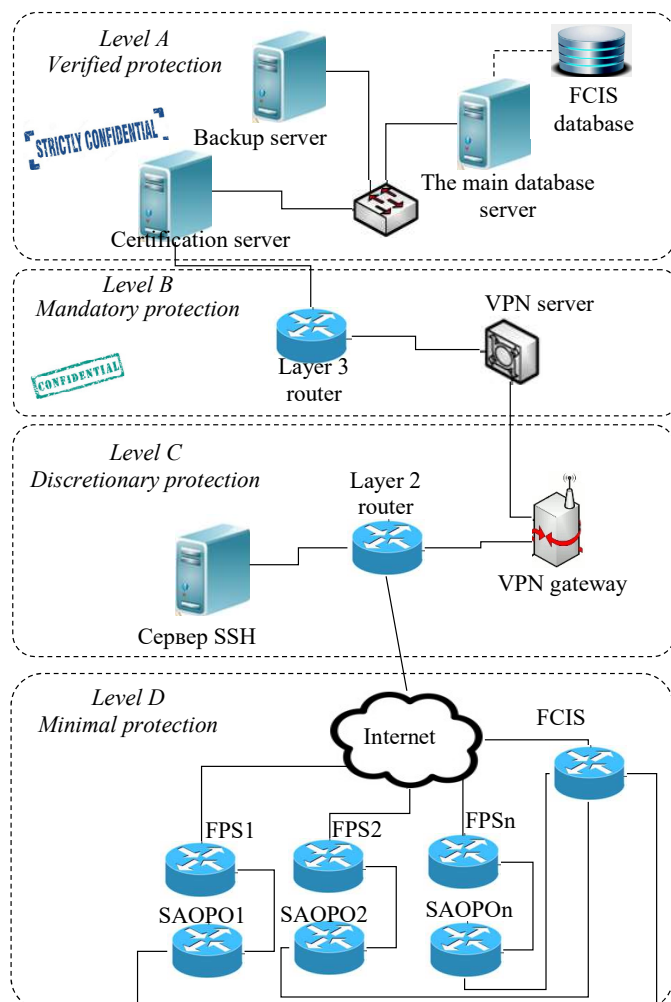 Level A
Verified protection
FCIS
database
STRICTLY CONFIDENTIAL
Backup server
The main database
server
Certification server
Level B
Mandatory protection
VPN server
Layer 3
router
CONFIDENTIAL
Level C
Discretionary protection
Layer 2
router
VPN gateway
Сервер SSH
Level D
Minimal protection
FCIS
Internet
FPS1
FPS2
FPSn
SAOPO1
SAOPO2
SAOPOn